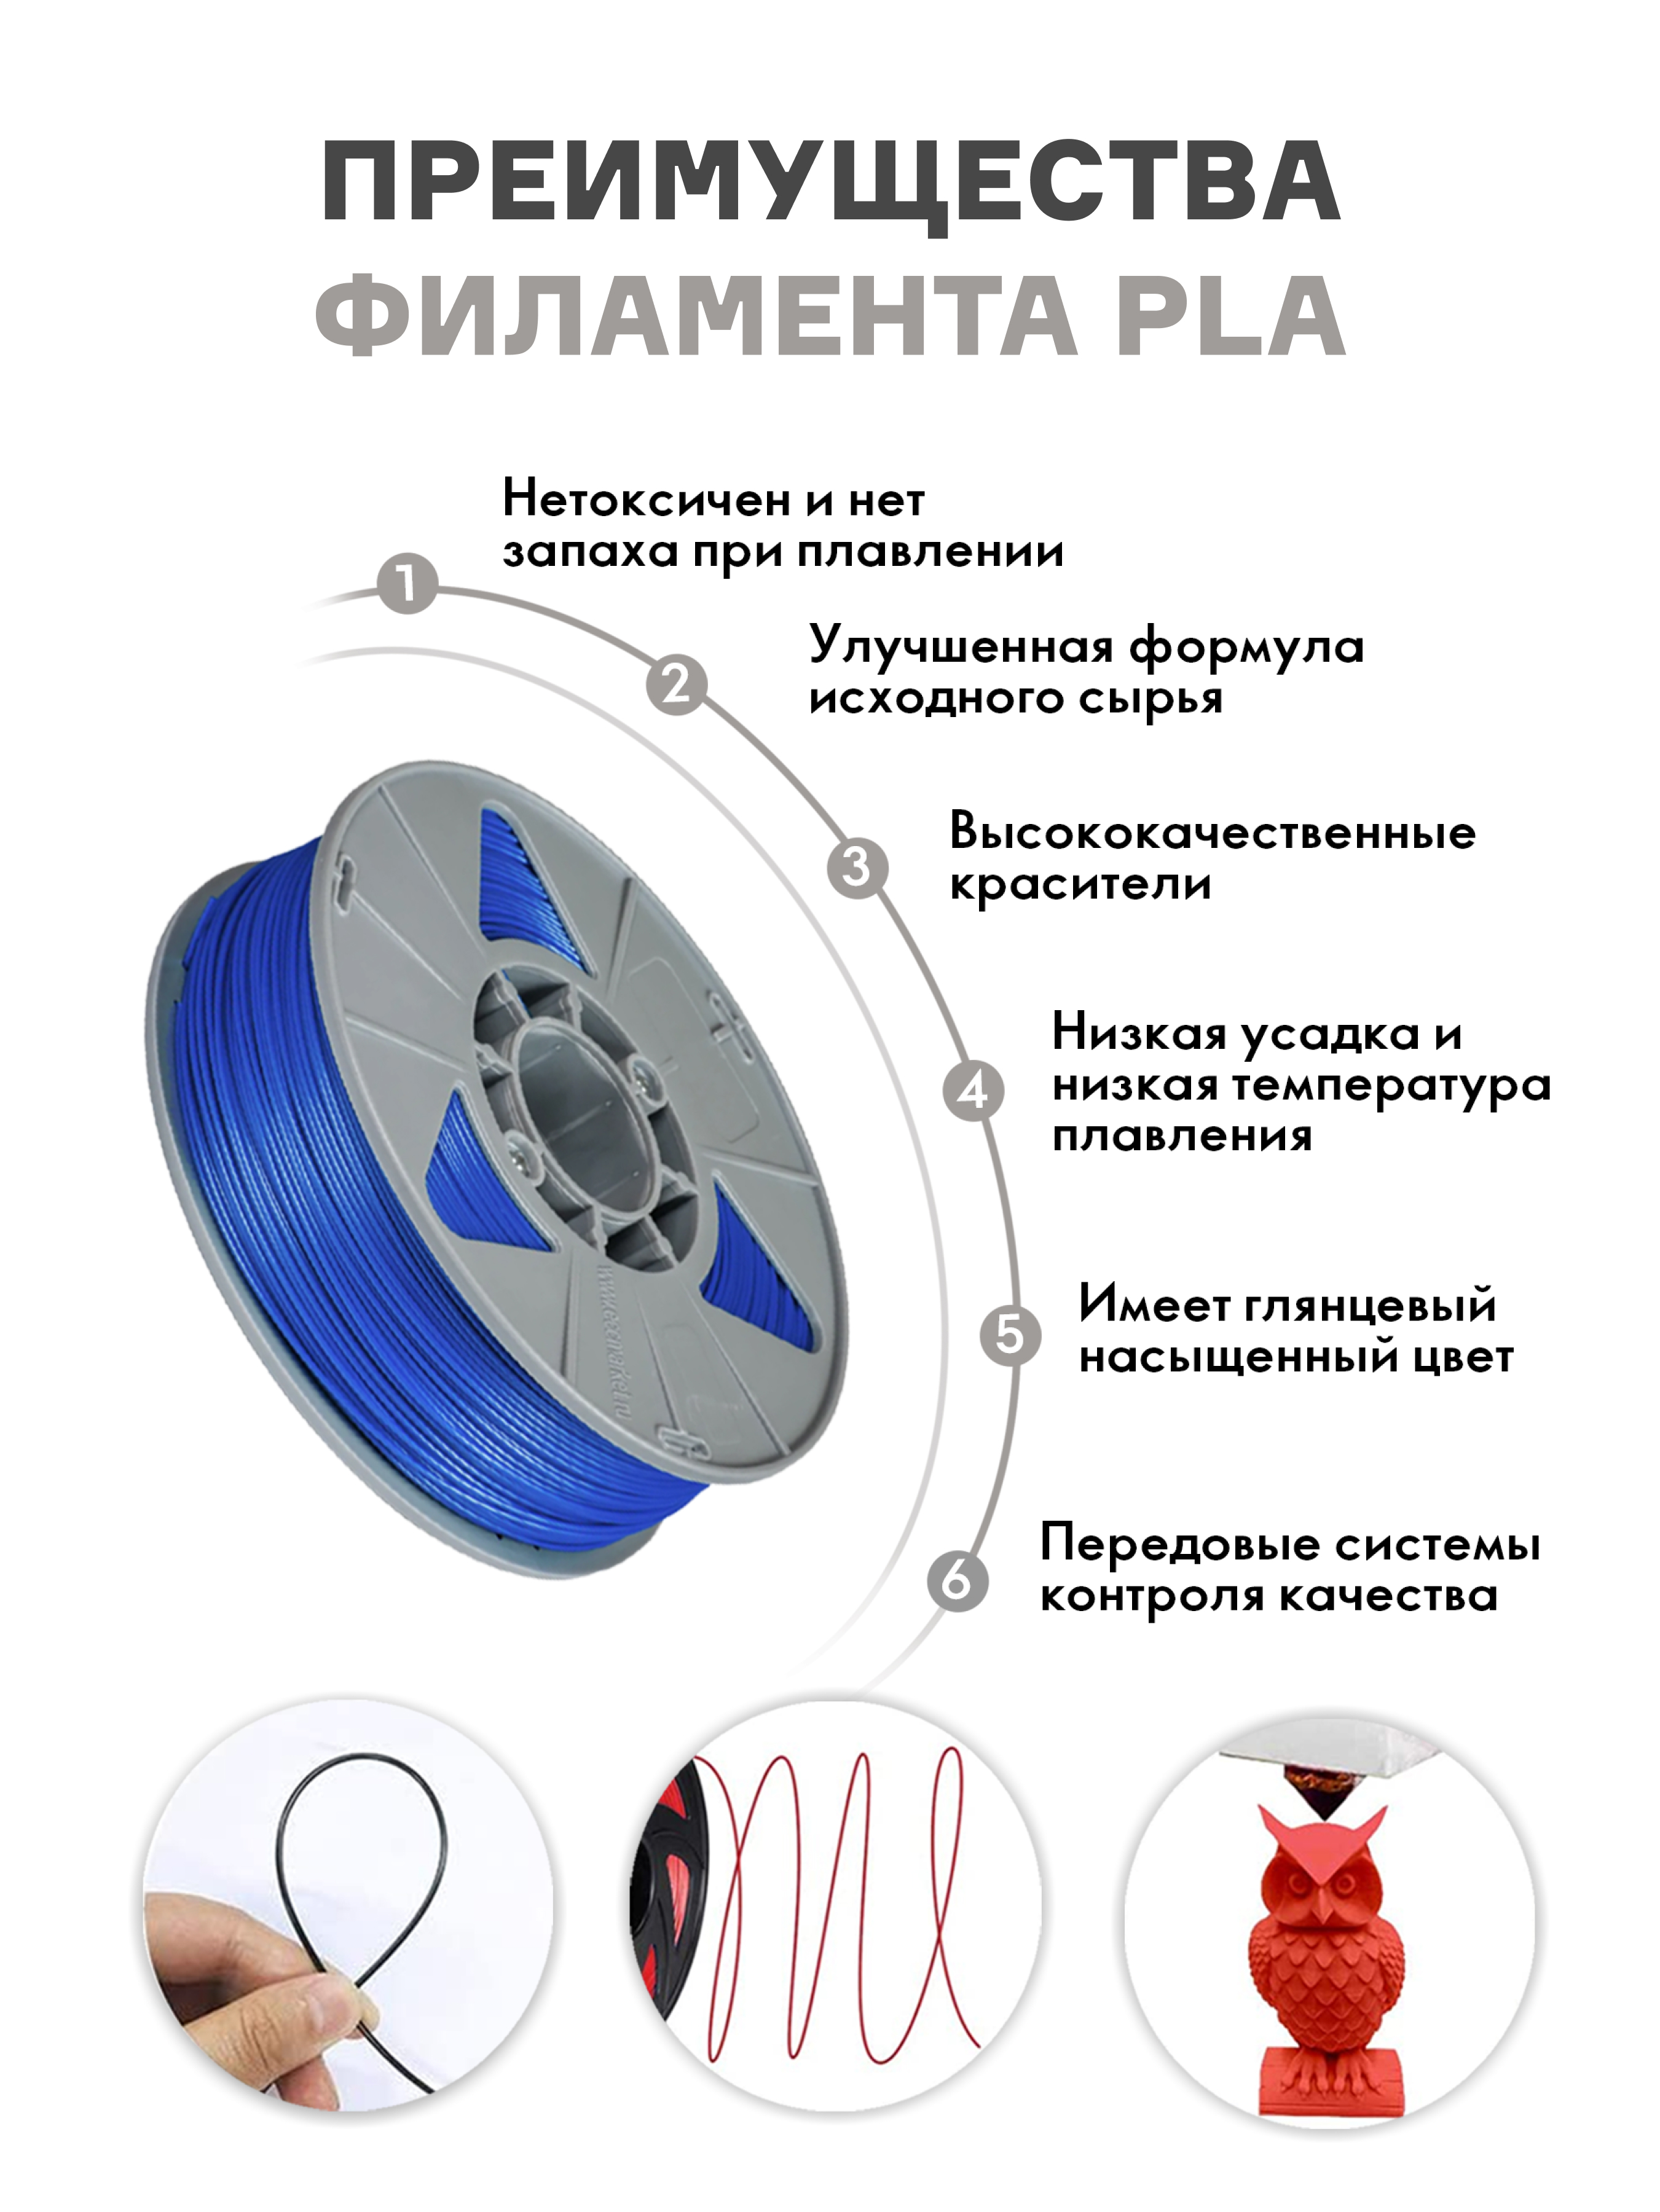 ПРЕИМУЩЕСТВА
ФИЛАМЕНТА PLA
1
Нетоксичен и нет
запаха при плавлении
2
Улучшенная формула
исходного сырья
3
Высококачественные
красители
4
Низкая усадка и
низкая температура
плавления
5
Имеет глянцевый
насыщенный цвет
6
Передовые системы
контроля качества